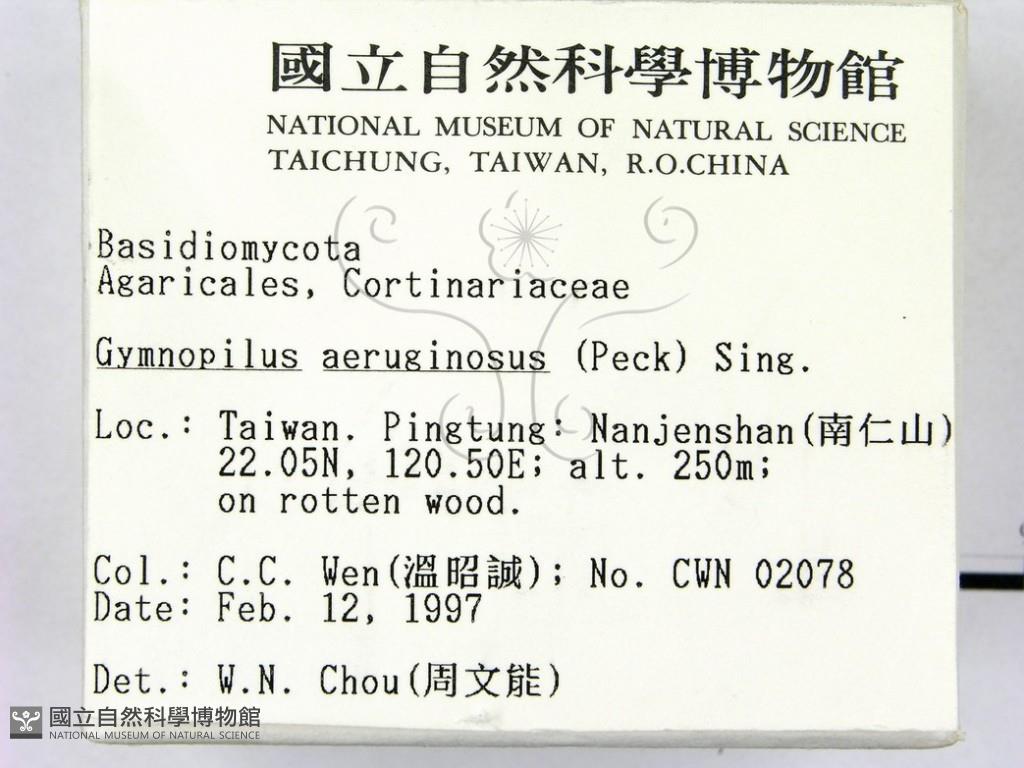 國立自然科學博物館
NATIONAL MUSEUM OF NATURAL SCIENCE
TAICHUNG, TAIWAN, R.O.CHINA
Basidiomycota
Agaricales, Cortinariaceae
Gymnopilus aeruginosus (Peck) Sing.
Loc.: Taiwan. Pingtung: Nanjenshan(南仁山)
22.05N, 120.50E; alt. 250m;
on rotten wood.
Col.: C.C. Wen(溫昭誠); No. CWN 02078
Date: Feb. 12, 1997
Det.: W.N. Chou(周文能)
國立自然科學博物館
NATIONAL MUSEUM OF NATURAL SCIENCE